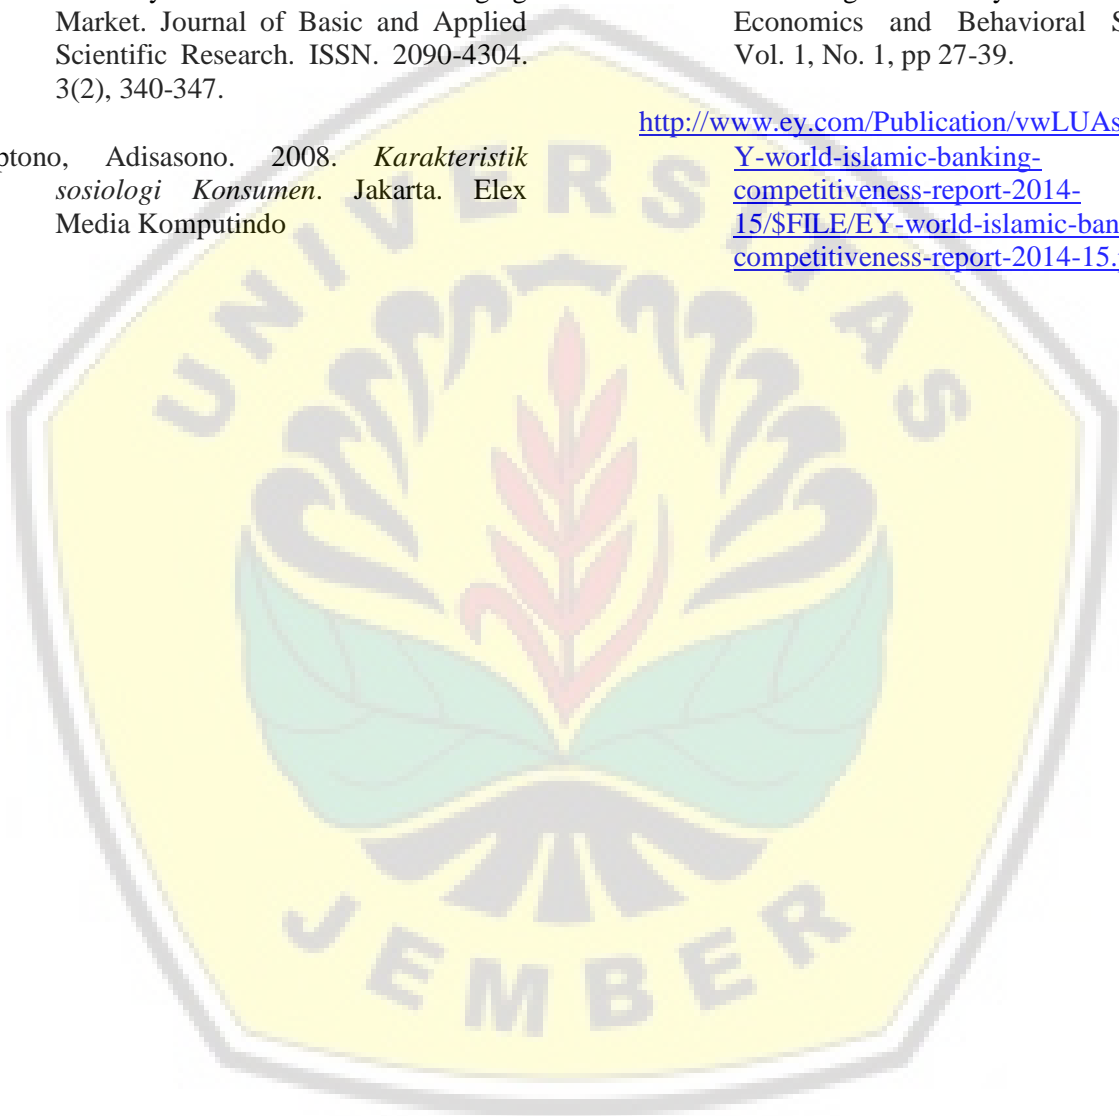 Market. Journal of Basic and Applied
Scientific Research. ISSN. 2090-4304.
3(2), 340-347.
ptono, Adisasono. 2008. Karakteristik
sosiologi Konsumen. Jakarta. Elex
Media Komputindo
Economics and Behavioral S
Vol. 1, No. 1, pp 27-39.
http://www.ey.com/Publication/vwLUAs
Y-world-islamic-banking-
competitiveness-report-2014-
15/$FILE/EY-world-islamic-ban
competitiveness-report-2014-15.
UNIVERSITAS
JEMBER